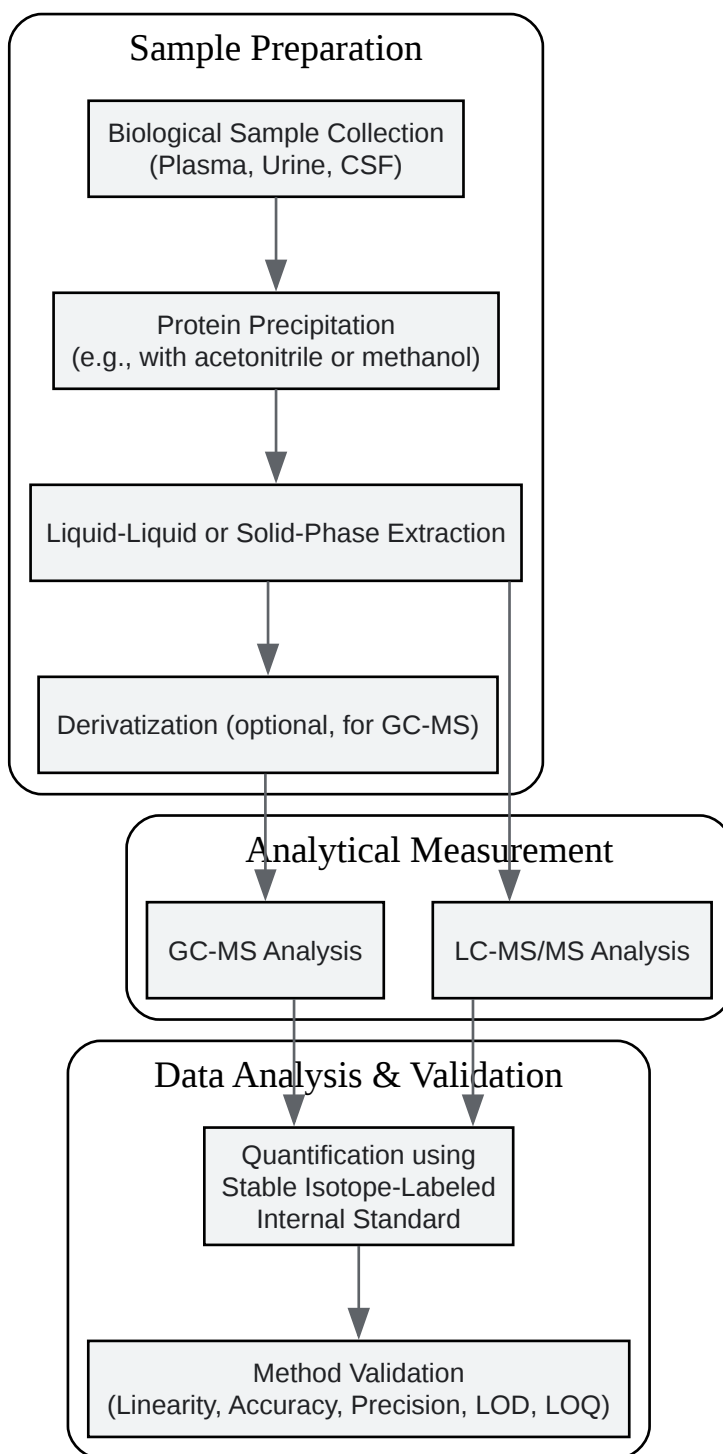 Sample Preparation
Biological Sample Collection
(Plasma, Urine, CSF)
Protein Precipitation
(e.g., with acetonitrile or methanol)
Liquid-Liquid or Solid-Phase Extraction
Derivatization (optional, for GC-MS)
Analytical Measurement
GC-MS Analysis
LC-MS/MS Analysis
Data Analysis & Validation
Quantification using
Stable Isotope-Labeled
Internal Standard
Method Validation
(Linearity, Accuracy, Precision, LOD, LOQ)